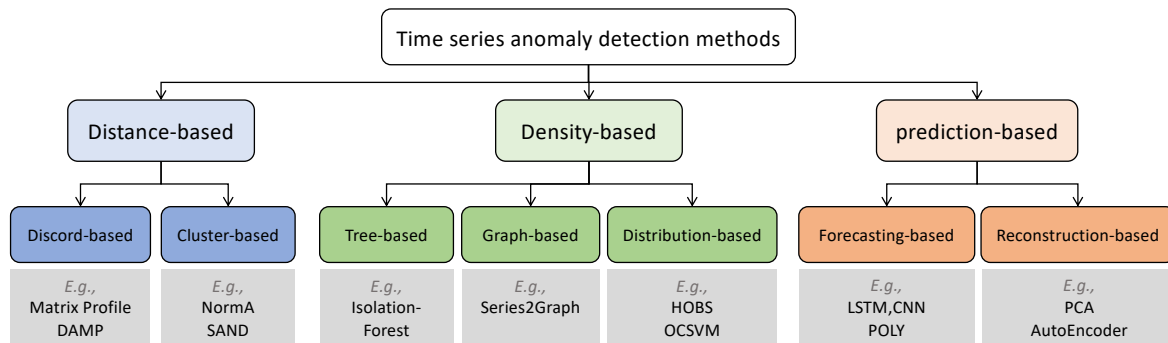 Time series anomaly detection methods
Distance-based
Density-based
prediction-based
Discord-based
Cluster-based
Tree-based
Graph-based
Distribution-based
Forecasting-based
Reconstruction-based
E.g.,
Matrix Profile
DAMP
E.g.,
NormA
SAND
E.g.,
Isolation-
Forest
E.g.,
Series2Graph
E.g.,
HOBS
OCSVM
E.g.,
LSTM,CNN
POLY
E.g.,
PCA
AutoEncoder